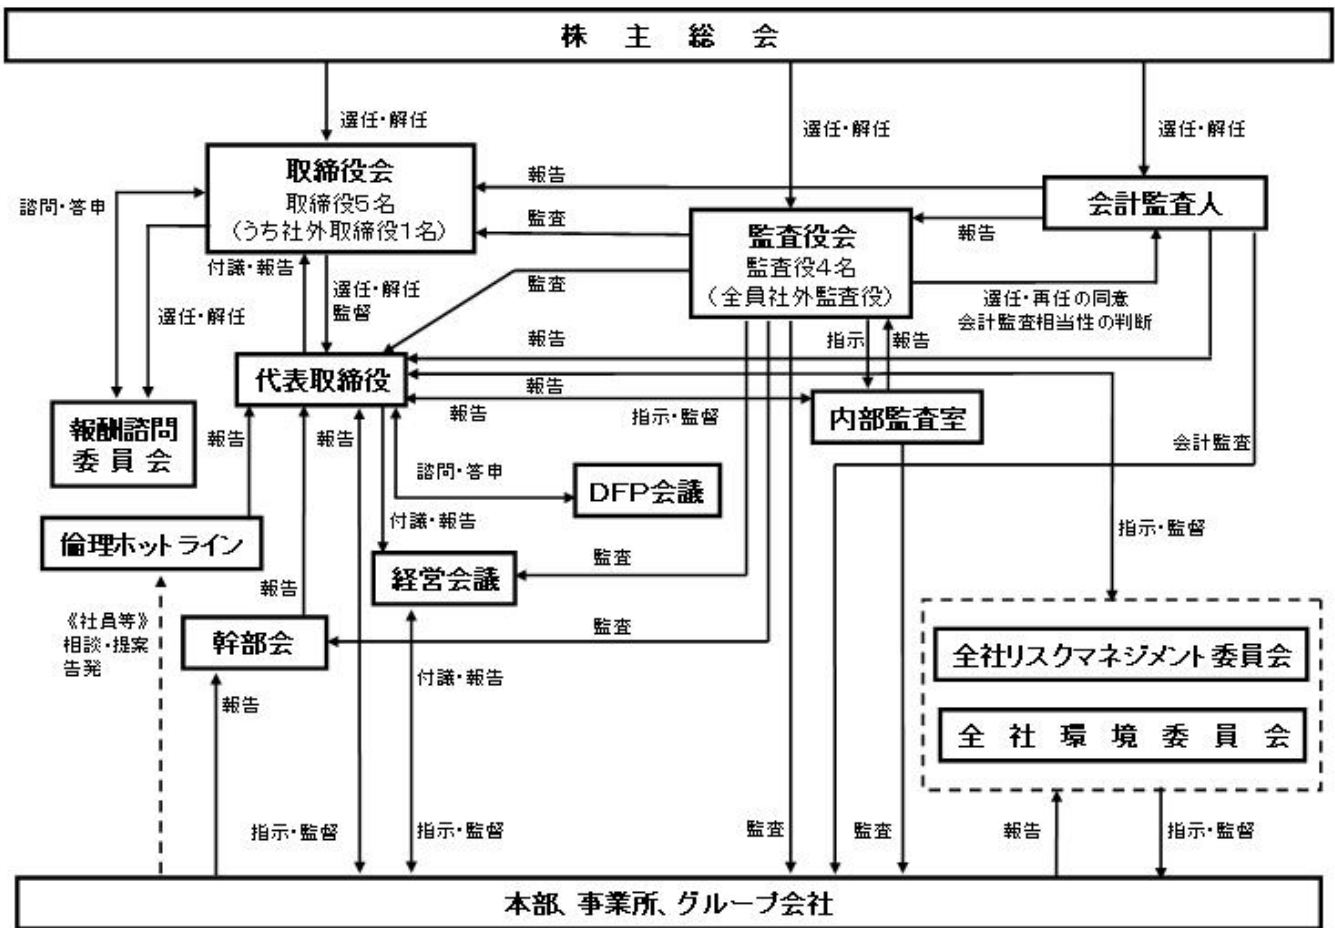 株主総会
選任・解任
選任・解任
選任・解任
取締役会
取締役5名
(うち社外取締役1名)
報告
会計監査人
諮問・答申
監査
監査役会
監査役4名
(全員社外監査役)
報告
付議・報告
選任・解任
監督
監査
選任・再任の同意
会計監査相当性の判断
選任・解任
報告
指示
報告
代表取締役
報告
報告
指示・監督
内部監査室
報酬諮問
委員会
報告
報告
会計監査
諮問・答申
DFP会議
付議・報告
指示・監督
倫理ホットライン
経営会議
監査
報告
《社員等》
相談・提案
告発
幹部会
監査
全社リスクマネジメント委員会
付議・報告
報告
全社環境委員会
指示・監督
指示・監督
監査
監査
報告
指示・監督
本部、事業所、グループ会社